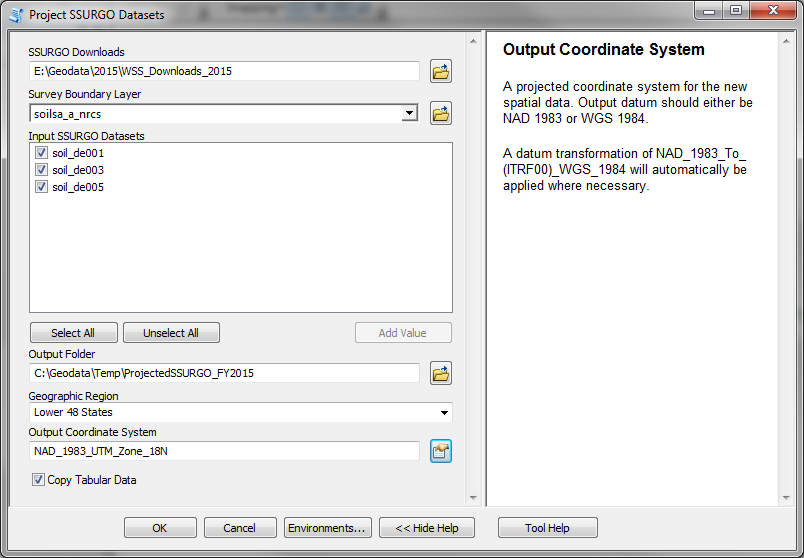 Project SSURGO Datasets
SSURGO Downloads
E:\Geodata\2015\WSS_Downloads_2015
Survey Boundary Layer
soilsa_a_nrcs
Input SSURGO Datasets
soil_de001
soil_de003
soil_de005
Select All
Unselect All
Add Value
Output Folder
C:\Geodata\Temp\ProjectedSSURGO_FY2015
Geographic Region
Lower 48 States
Output Coordinate System
NAD_1983_UTM_Zone_18N
Copy Tabular Data
OK
Cancel
Environments...
<< Hide Help
Tool Help
Output Coordinate System
A projected coordinate system for the new
spatial data. Output datum should either be
NAD 1983 or WGS 1984.
A datum transformation of NAD_1983_To_
(ITRF00)_WGS_1984 will automatically be
applied where necessary.